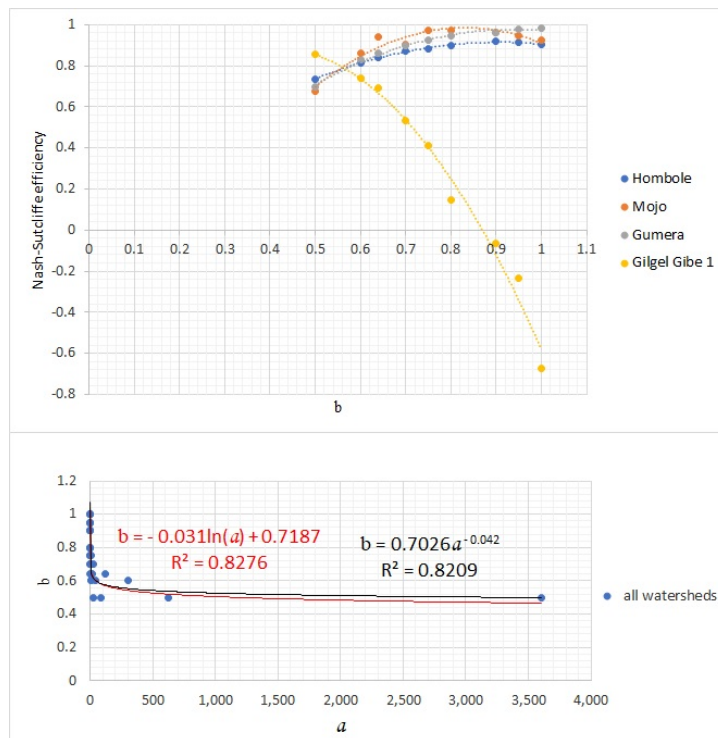 1
0.8
0.6
0.4
0.2
0
-0.2
-0.4
-0.6
-0.8
Nash-Sutcliffe efficiency
0 0.1 0.2 0.3 0.4 0.5 0.6 0.7 0.8 0.9 1 1.1
b
Hombole
Mojo
Gumera
Gilgel Gibe 1
1.2
1
0.8
0.6
0.4
0.2
0
b
b = - 0.031ln(a) + 0.7187
R² = 0.8276
b = 0.7026a⁻⁰·⁰⁴²
R² = 0.8209
all watersheds
0 500 1,000 1,500 2,000 2,500 3,000 3,500 4,000
a